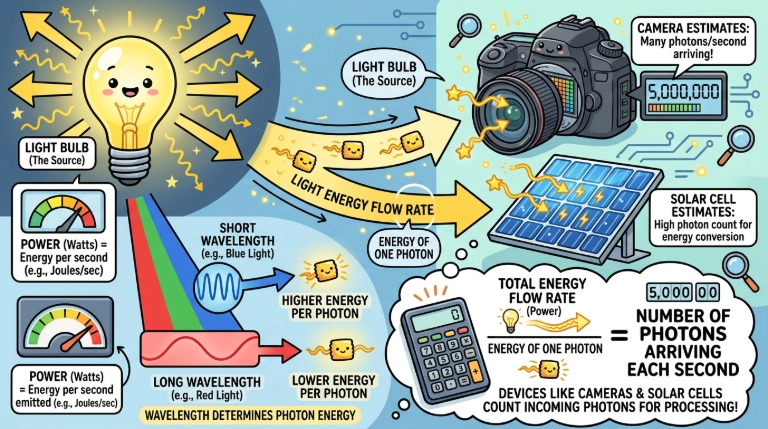 LIGHT BULB
(The Source)
POWER (Watts) =
Energy per second
(e.g., Joules/sec)
POWER (Watts)
= Energy per second
emitted (e.g., Joules/sec)
SHORT
WAVELENGTH
(e.g., Blue Light)
HIGHER ENERGY
PER PHOTON
LONG WAVELENGTH
(e.g., Red Light)
LOWER ENERGY
PER PHOTON
WAVELENGTH DETERMINES PHOTON ENERGY
LIGHT BULB
(The Source)
LIGHT ENERGY FLOW RATE
ENERGY OF
ONE PHOTON
CAMERA ESTIMATES:
Many photons/second
arriving!
5,000,000
SOLAR CELL
ESTIMATES:
High photon count for
energy conversion
TOTAL ENERGY
FLOW RATE
(Power)
ENERGY OF ONE PHOTON
=
5,000 00
NUMBER OF
PHOTONS
ARRIVING
EACH SECOND
DEVICES LIKE CAMERAS & SOLAR CELLS
COUNT INCOMING PHOTONS FOR PROCESSING!